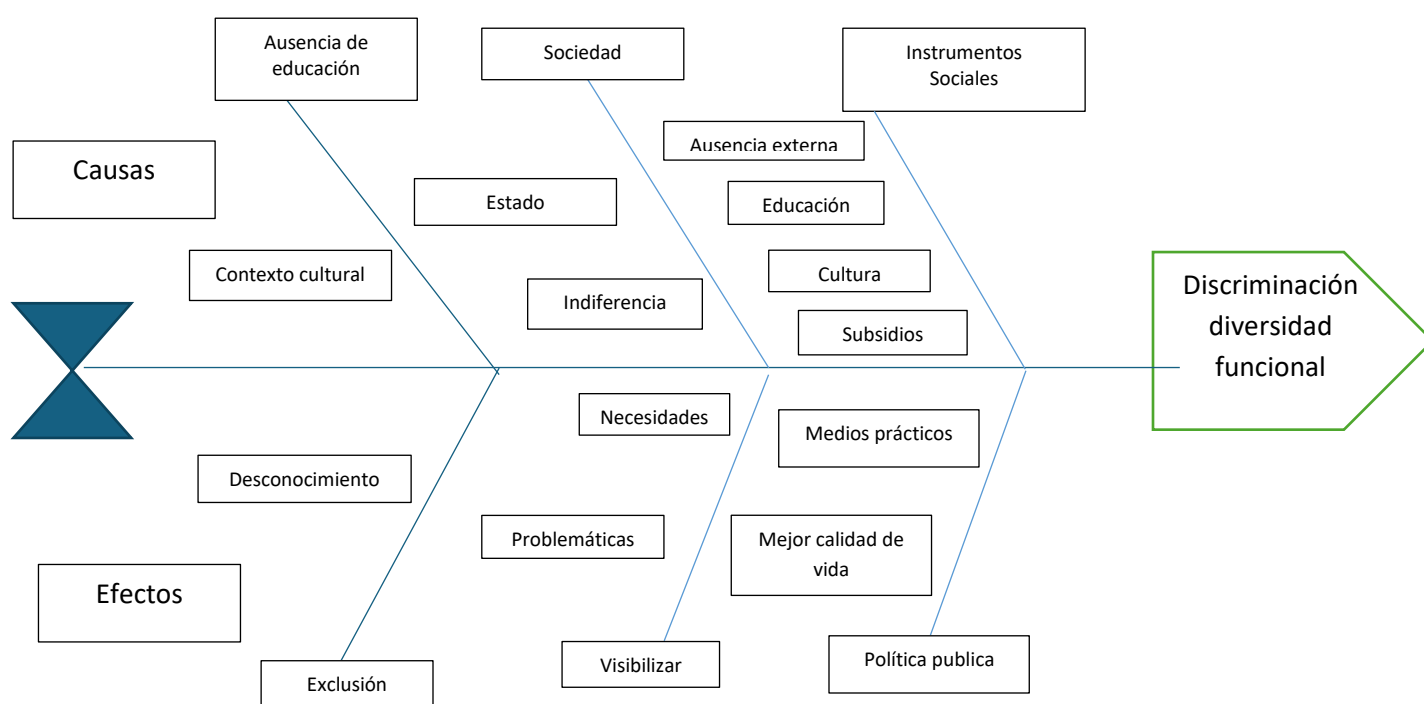 Ausencia de
educación
Sociedad
Instrumentos
Sociales
Ausencia externa
Causas
Estado
Educación
Contexto cultural
Cultura
Indiferencia
Subsidios
Discriminación
diversidad
funcional
Necesidades
Medios prácticos
Desconocimiento
Problemáticas
Mejor calidad de
vida
Efectos
Visibilizar
Política publica
Exclusión